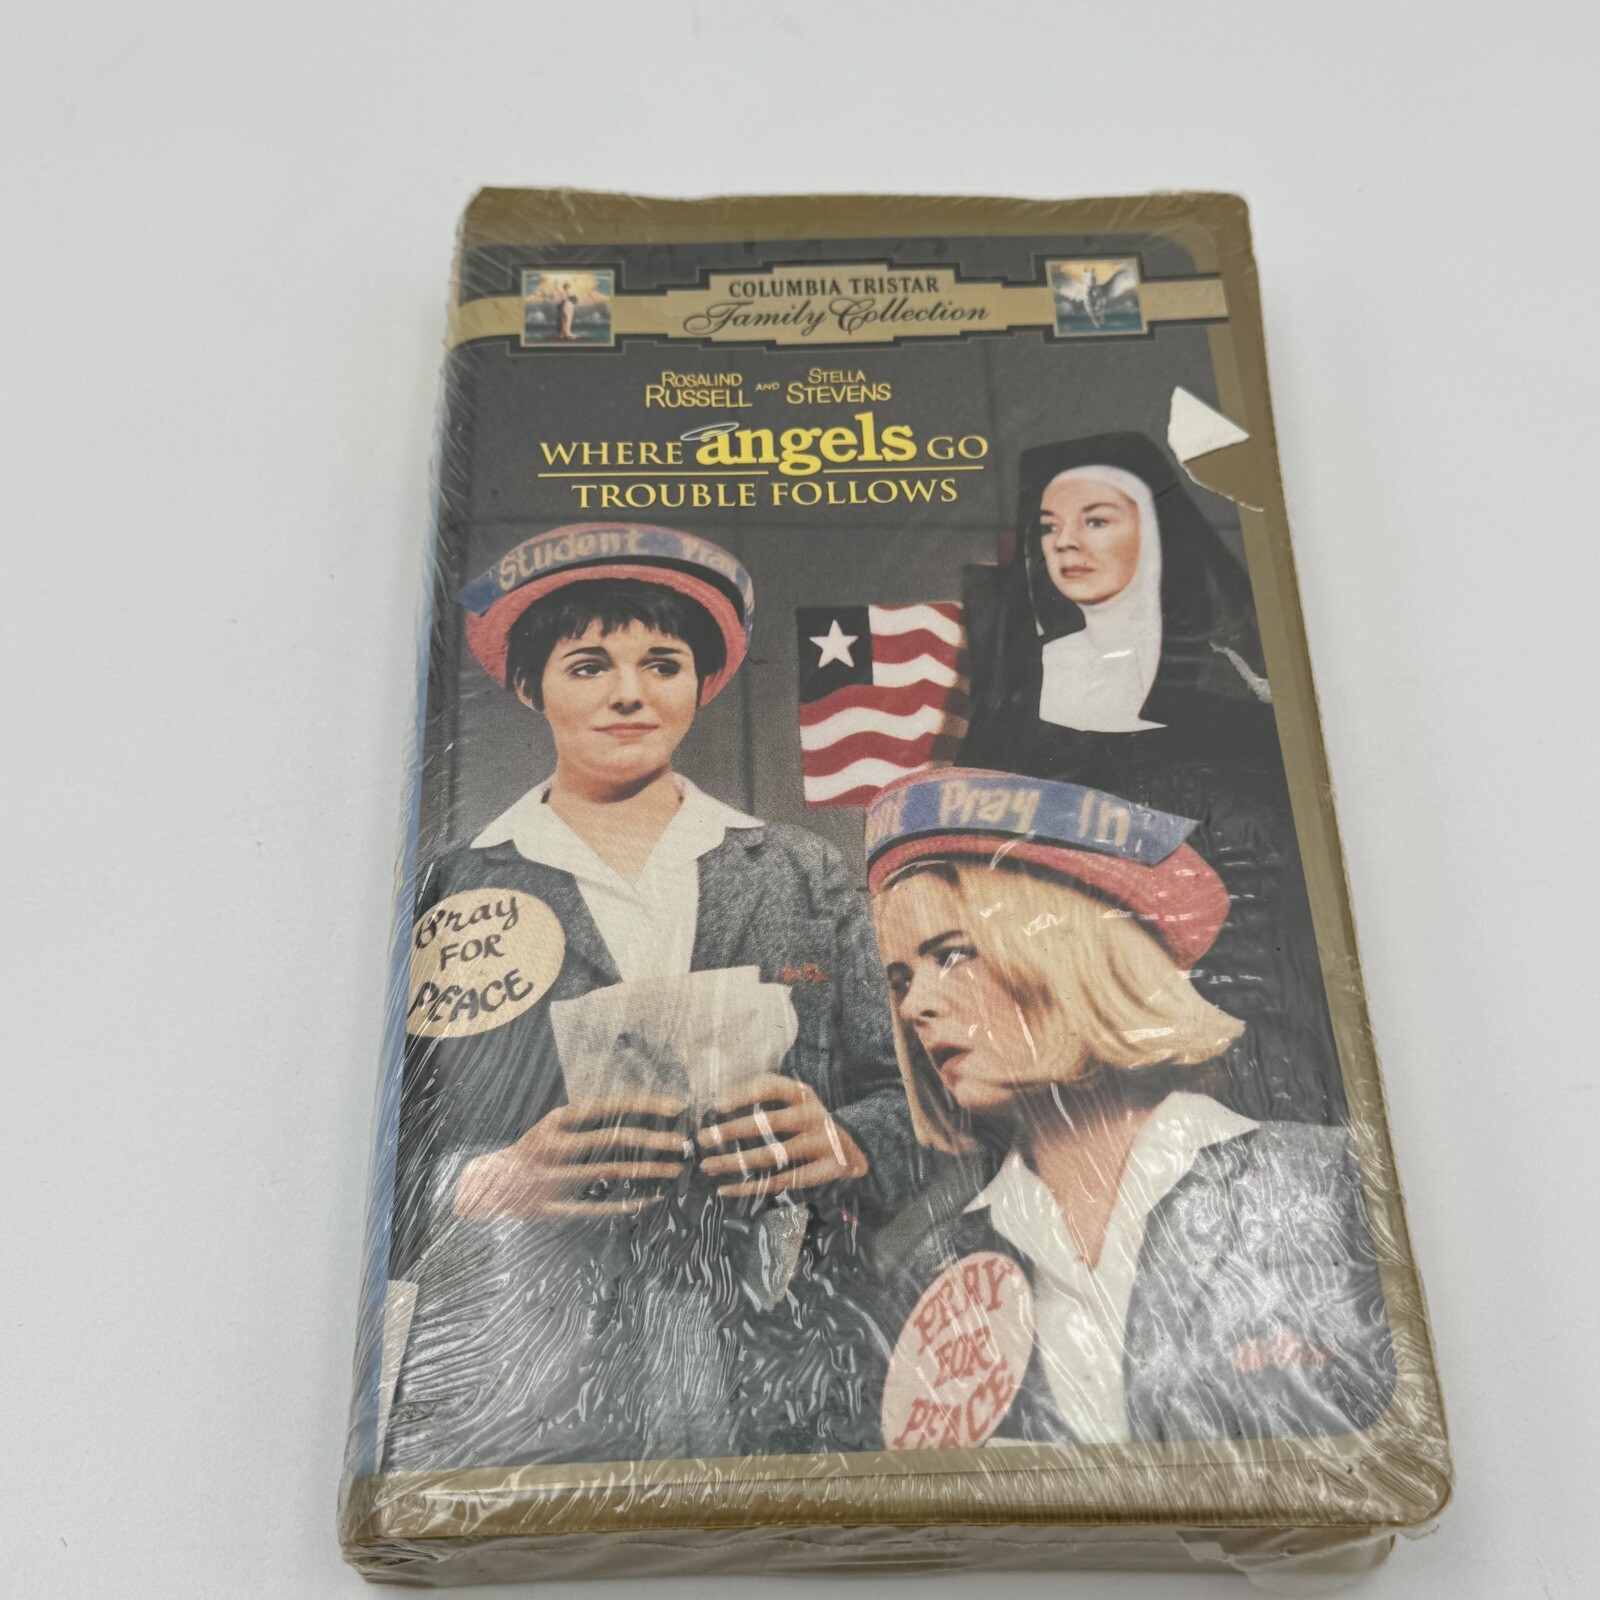 COLUMBIA TRISTAR
Family Collection
ROSALIND RUSSELL AND STELLA STEVENS
WHERE angels GO
TROUBLE FOLLOWS
Student Pray
Pray In
Pray
FOR
PEACE
PRAY
FOR
PEACE